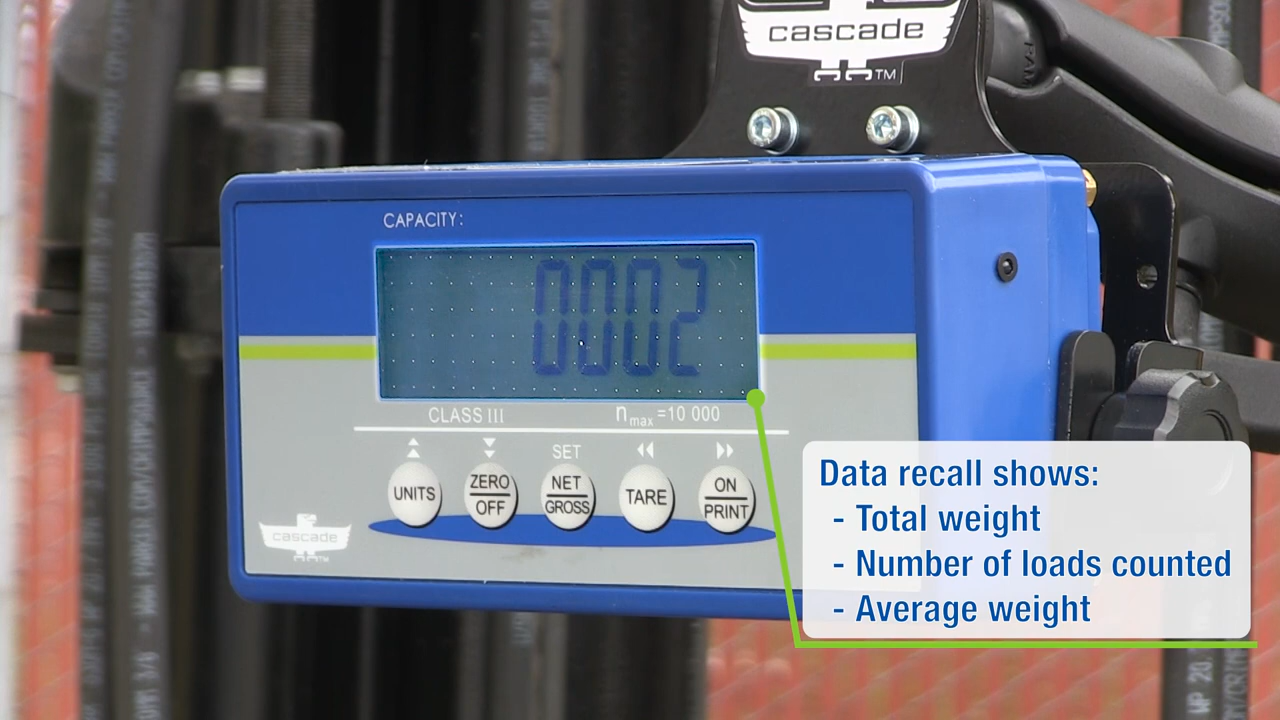 cascade
TM
CAPACITY:
0002
CLASS III
nmax =10 000
SET
UNITS
ZERO
OFF
NET
GROSS
TARE
ON
PRINT
cascade
Data recall shows:
- Total weight
- Number of loads counted
- Average weight